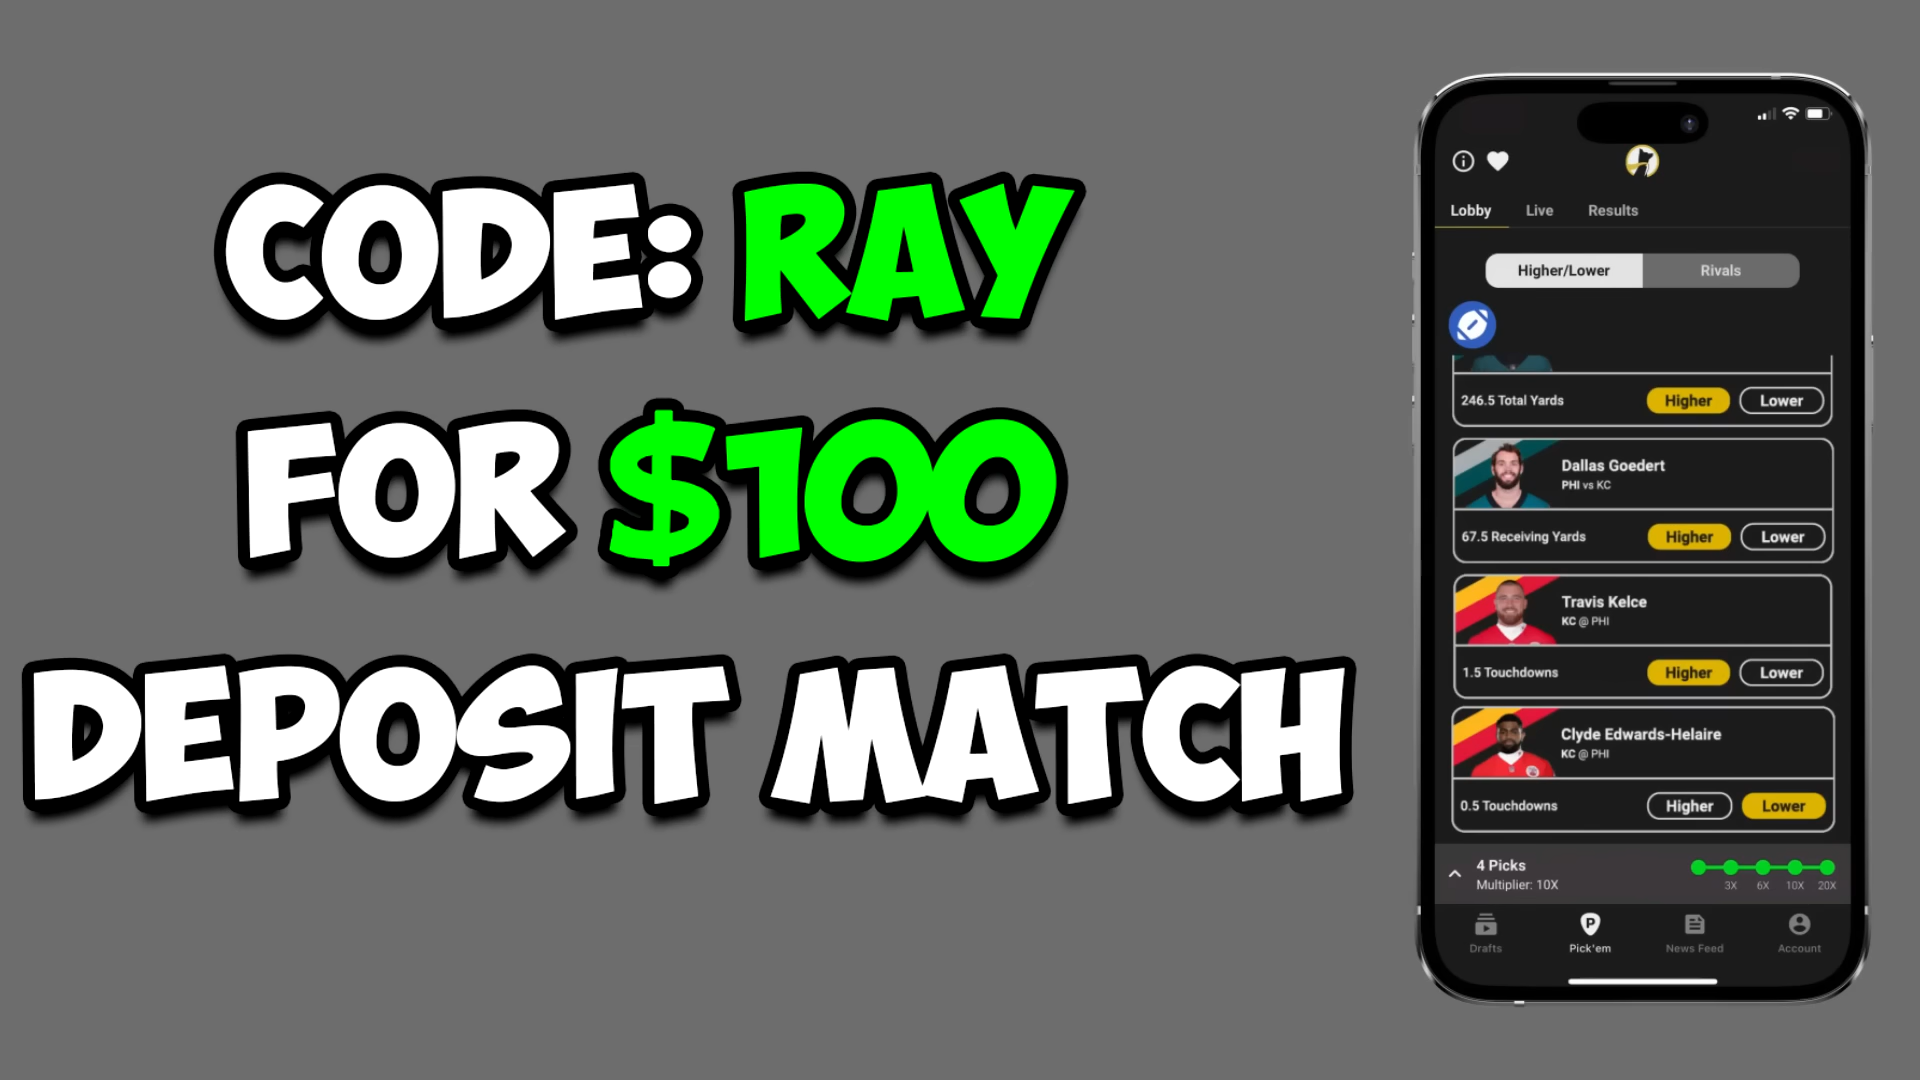 CODE: RAY
FOR $100
DEPOSIT MATCH
Lobby Live Results
Higher/Lower Rivals
246.5 Total Yards Higher Lower
Dallas Goedert
PHI vs KC
67.5 Receiving Yards Higher Lower
Travis Kelce
KC @ PHI
1.5 Touchdowns Higher Lower
Clyde Edwards-Helaire
KC @ PHI
0.5 Touchdowns Higher Lower
4 Picks
Multiplier: 10X
3X 6X 10X 20X
Drafts Pick'em News Feed Account